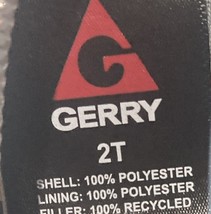 GERRY
2T
SHELL: 100% POLYESTER
LINING: 100% POLYESTER
FILLER: 100% RECYCLED